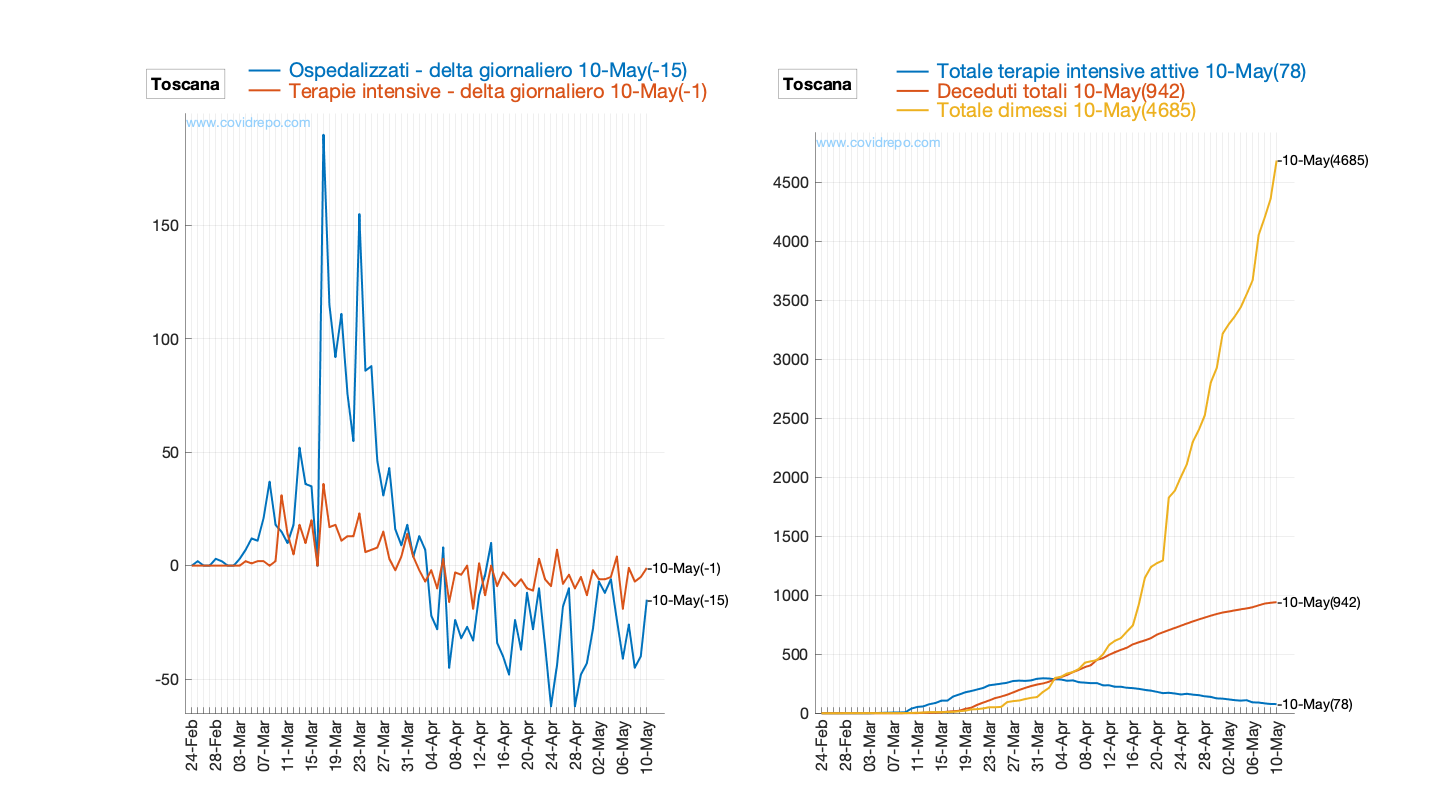 Toscana
Ospedalizzati - delta giornaliero 10-May(-15)
Terapie intensive - delta giornaliero 10-May(-1)
www.covidrepo.com
150
100
50
0
-50
-10-May(-1)
-10-May(-15)
24-Feb
28-Feb
03-Mar
07-Mar
11-Mar
15-Mar
19-Mar
23-Mar
27-Mar
31-Mar
04-Apr
08-Apr
12-Apr
16-Apr
20-Apr
24-Apr
28-Apr
02-May
06-May
10-May
Toscana
Totale terapie intensive attive 10-May(78)
Deceduti totali 10-May(942)
Totale dimessi 10-May(4685)
www.covidrepo.com
4500
4000
3500
3000
2500
2000
1500
1000
500
0
-10-May(4685)
-10-May(942)
-10-May(78)
24-Feb
28-Feb
03-Mar
07-Mar
11-Mar
15-Mar
19-Mar
23-Mar
27-Mar
31-Mar
04-Apr
08-Apr
12-Apr
16-Apr
20-Apr
24-Apr
28-Apr
02-May
06-May
10-May